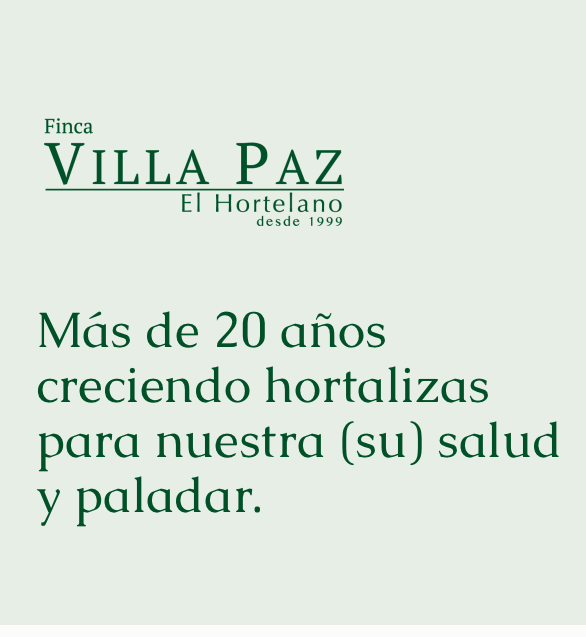 Finca
VILLA PAZ
El Hortelano
desde 1999
Más de 20 años
creciendo hortalizas
para nuestra (su) salud
y paladar.